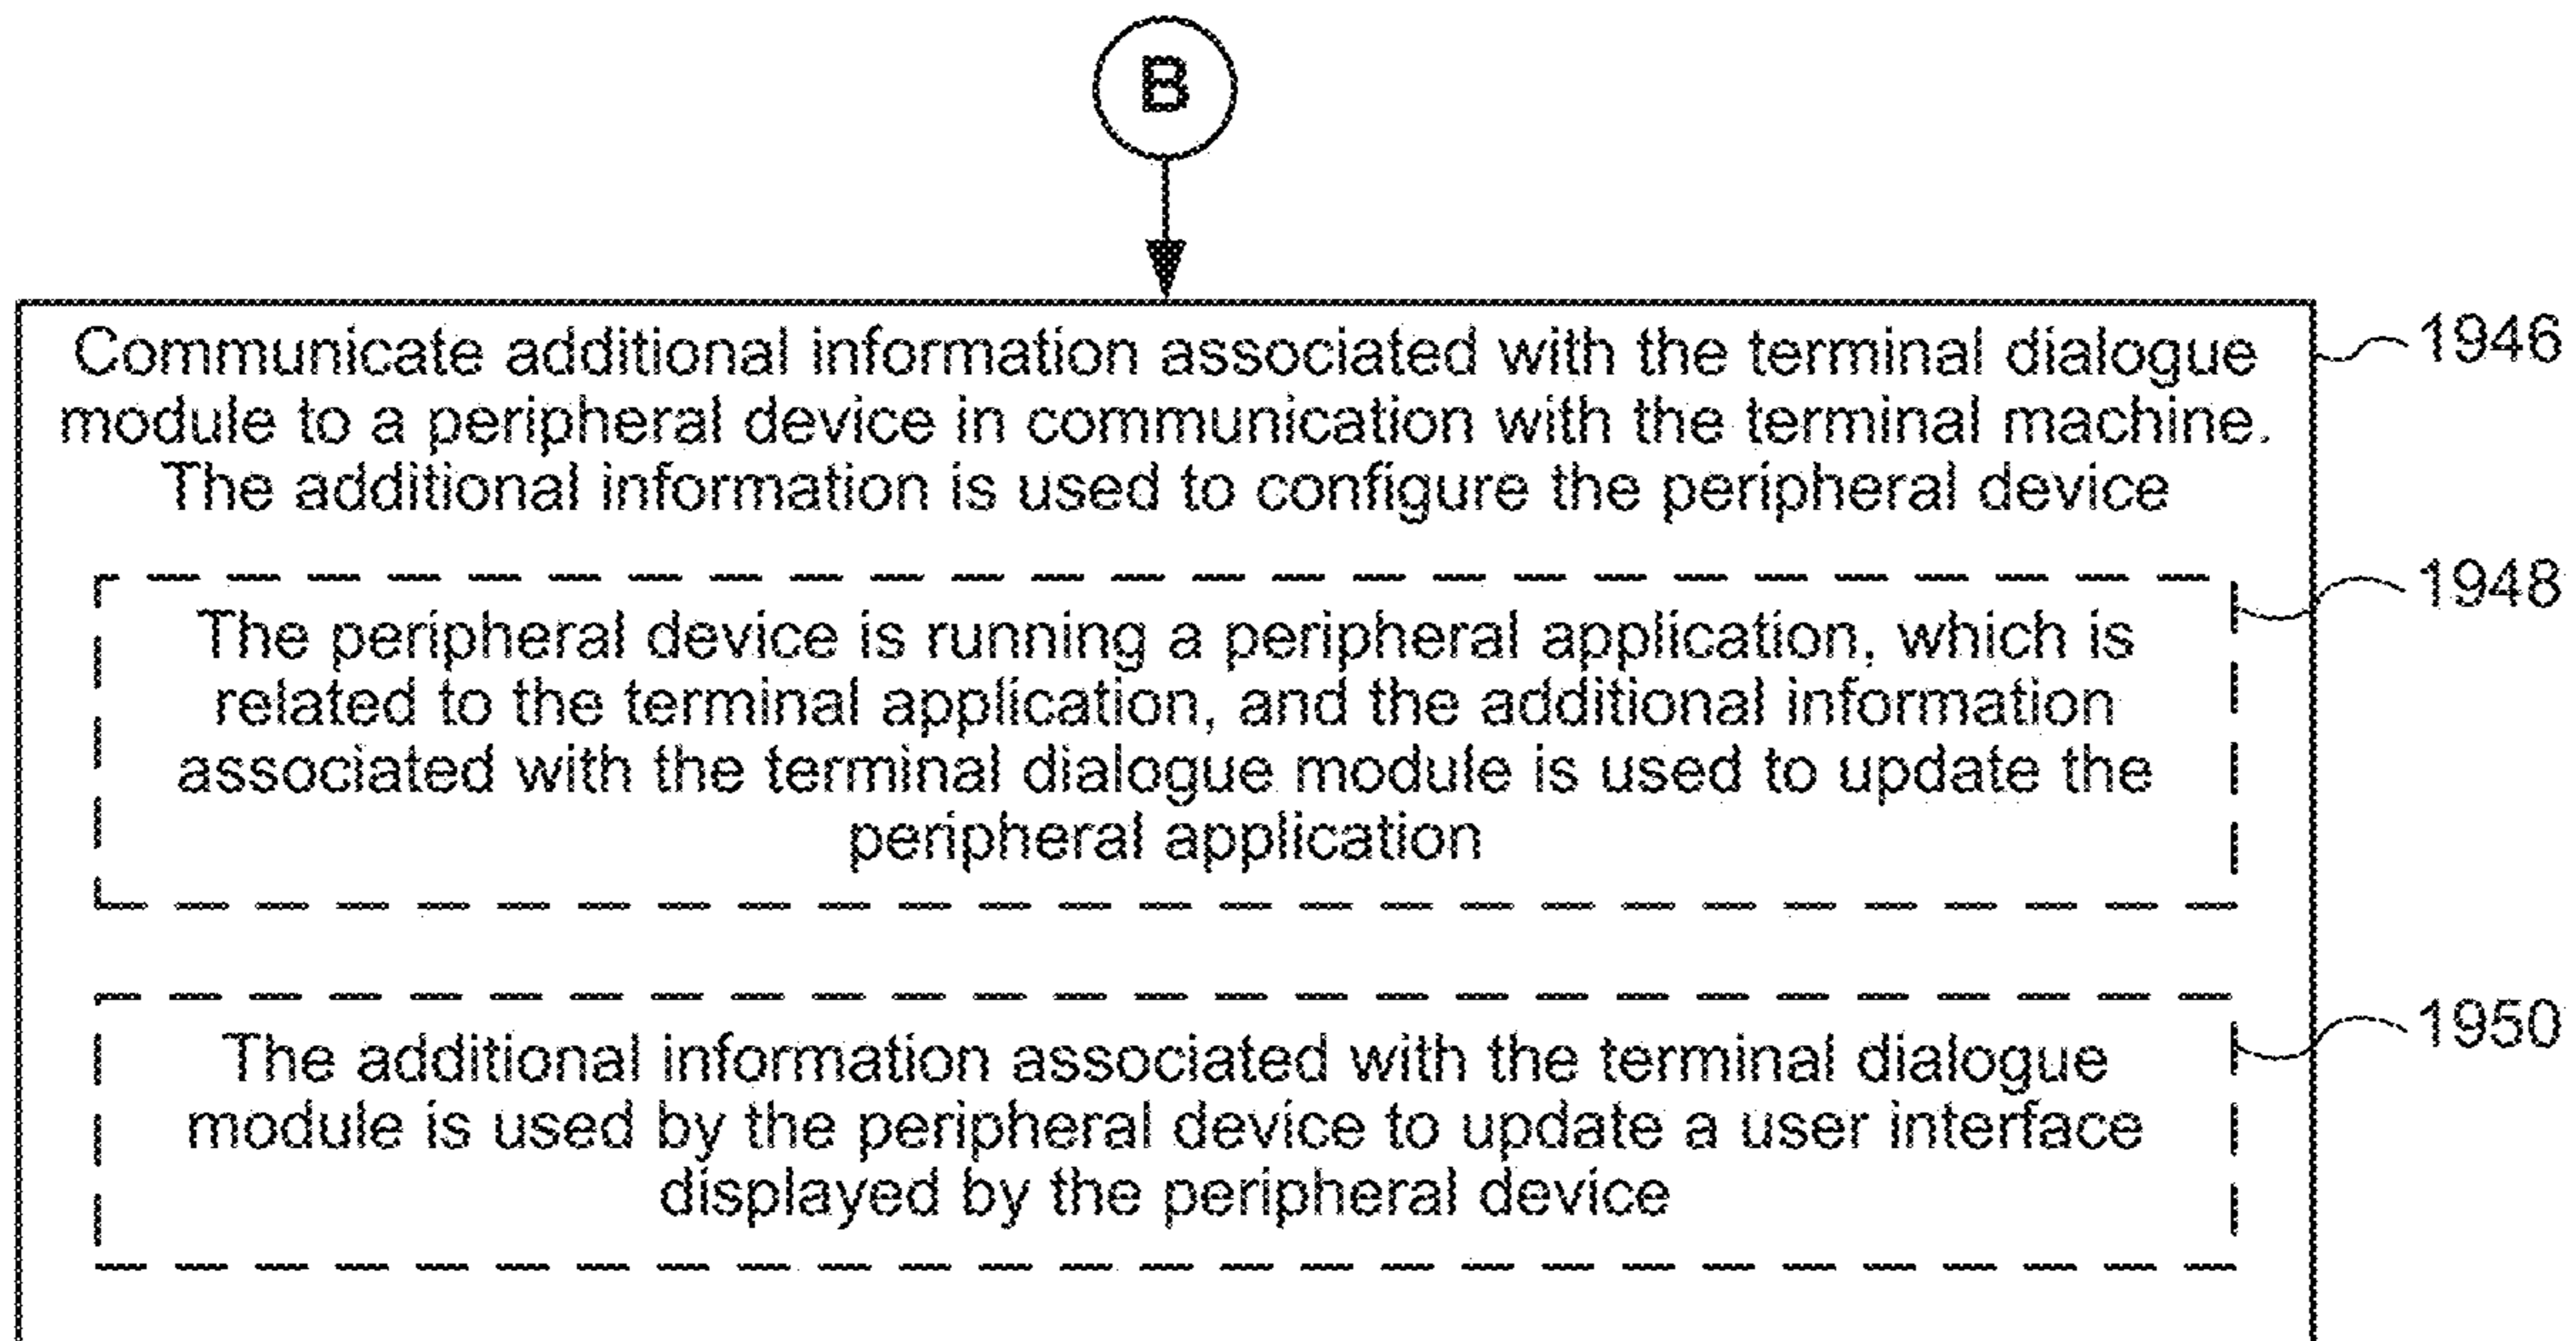 B
Communicate additional information associated with the terminal dialogue
module to a peripheral device in communication with the terminal machine.
The additional information is used to configure the peripheral device
1946
The peripheral device is running a peripheral application, which is
related to the terminal application, and the additional information
associated with the terminal dialogue module is used to update the
peripheral application
1948
The additional information associated with the terminal dialogue
module is used by the peripheral device to update a user interface
displayed by the peripheral device
1950